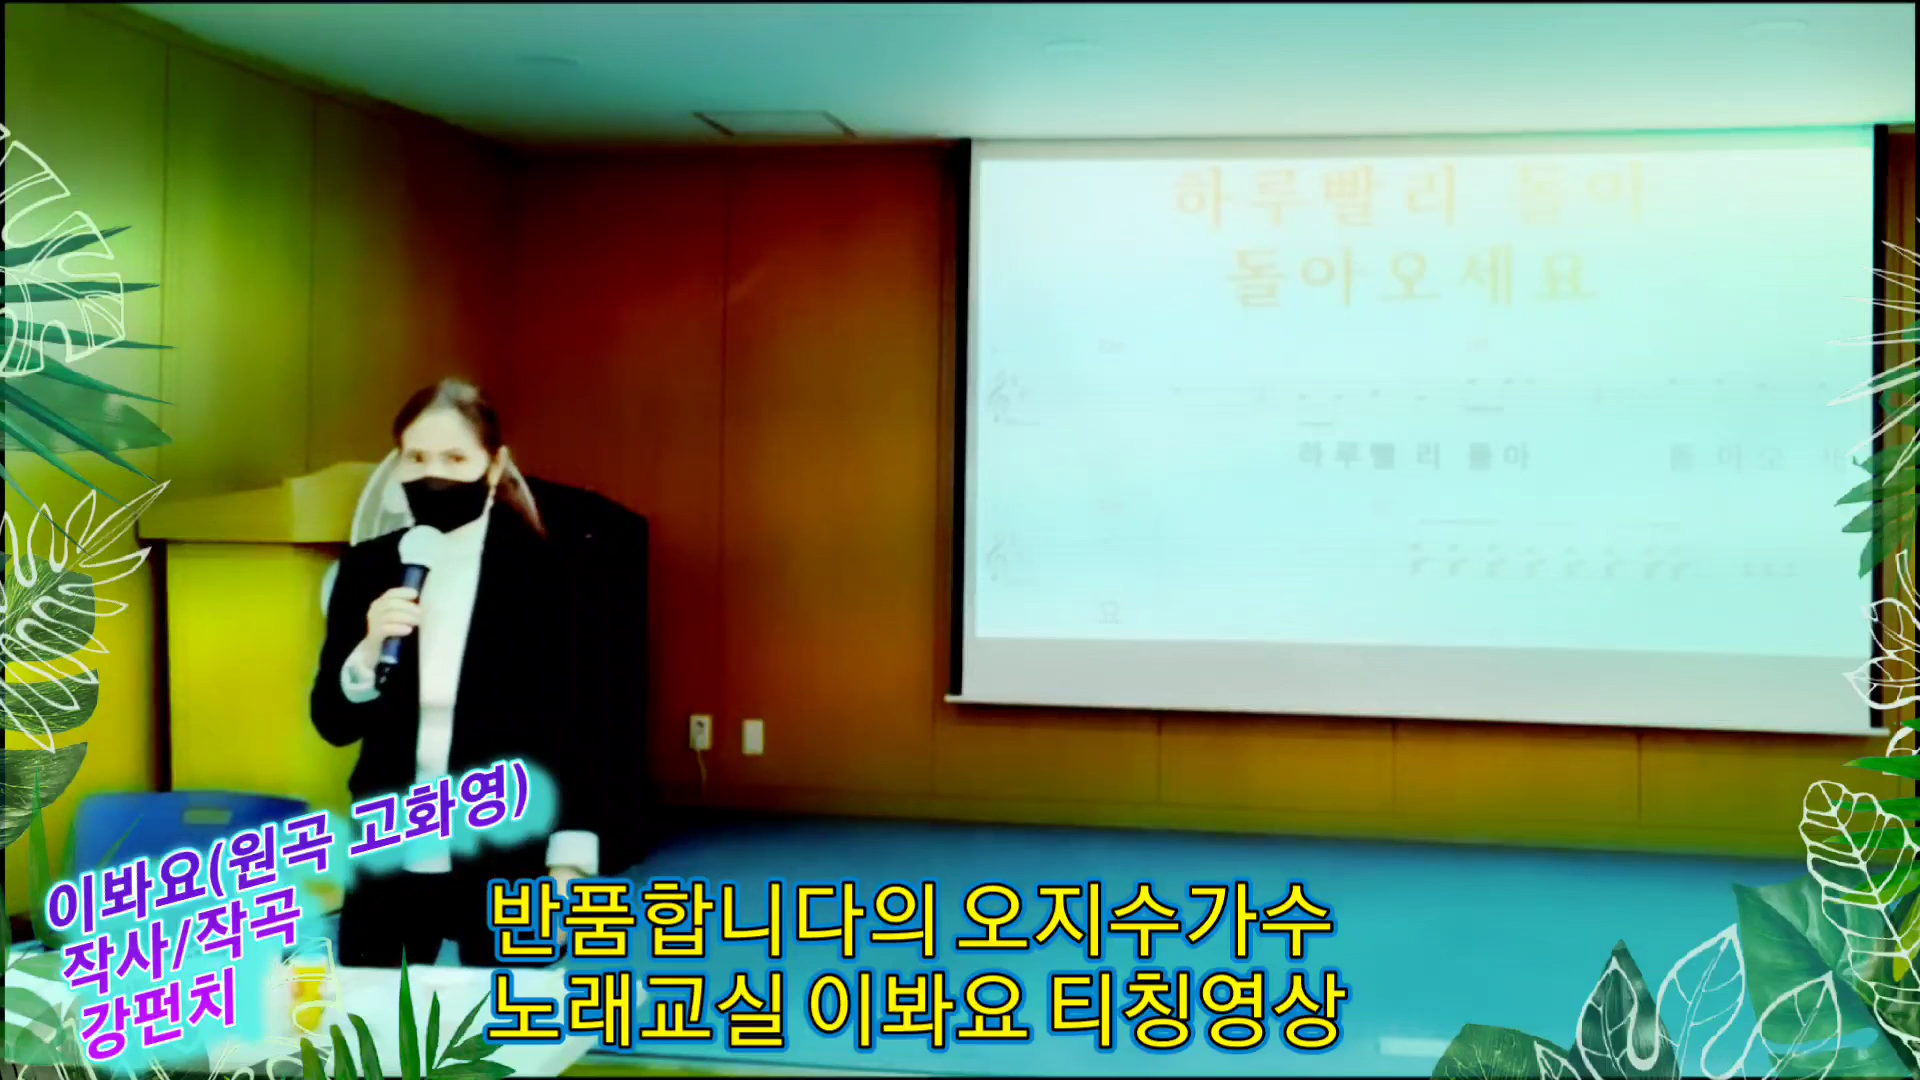 하루빨리 돌아
돌아오세요
하루빨리 돌아 돌아오세
요
이봐요(원곡 고화영)
작사/작곡
강편치
반품합니다의 오지수가수
노래교실 이봐요 티칭영상